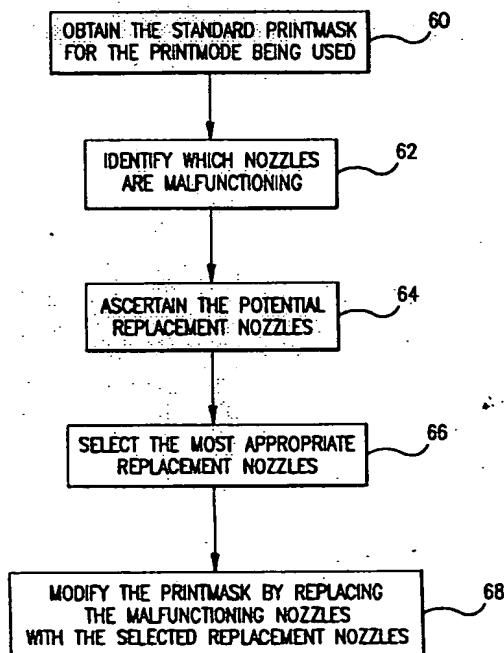 OBTAIN THE STANDARD PRINTMASK
FOR THE PRINTMODE BEING USED
60
IDENTIFY WHICH NOZZLES
ARE MALFUNCTIONING
62
ASCERTAIN THE POTENTIAL
REPLACEMENT NOZZLES
64
SELECT THE MOST APPROPRIATE
REPLACEMENT NOZZLES
66
MODIFY THE PRINTMASK BY REPLACING
THE MALFUNCTIONING NOZZLES
WITH THE SELECTED REPLACEMENT NOZZLES
68